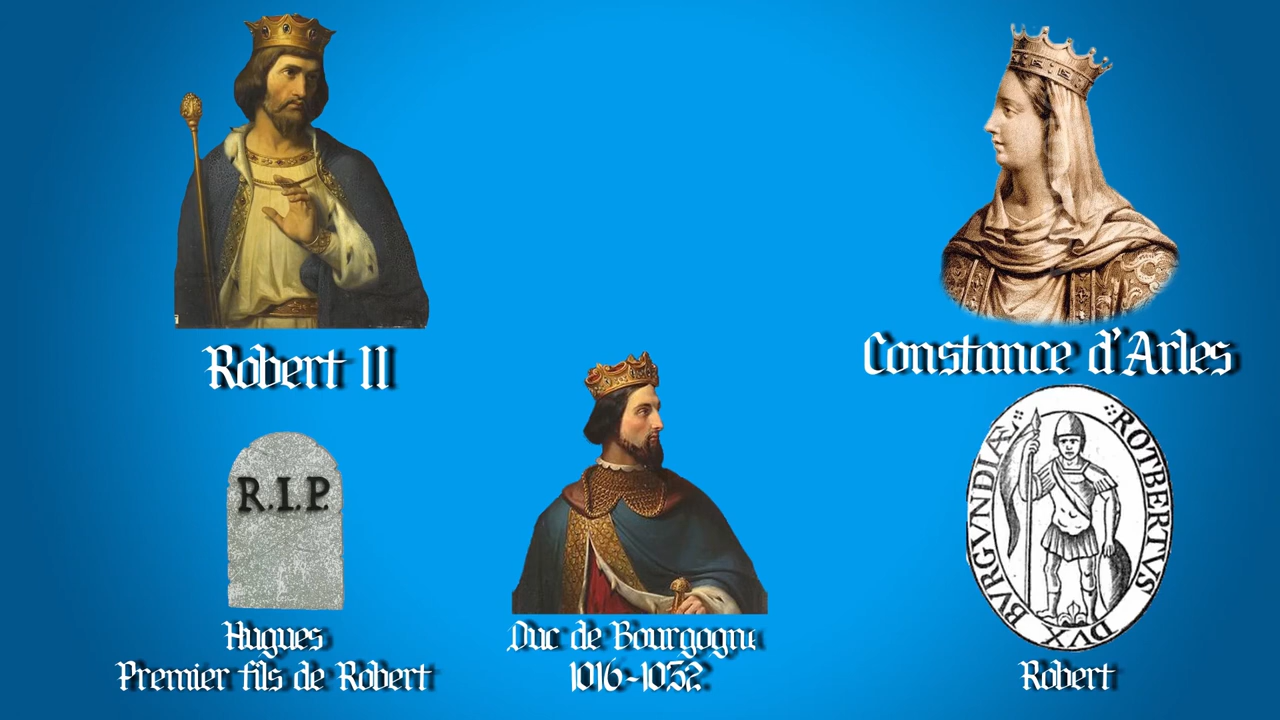 Robert II
Constance d'Arles
R.I.P.
Hugues
Premier fils de Robert
Duc de Bourgogne
1016-1032
ROTBERTVS DVX BVRGVNDIÆ
Robert